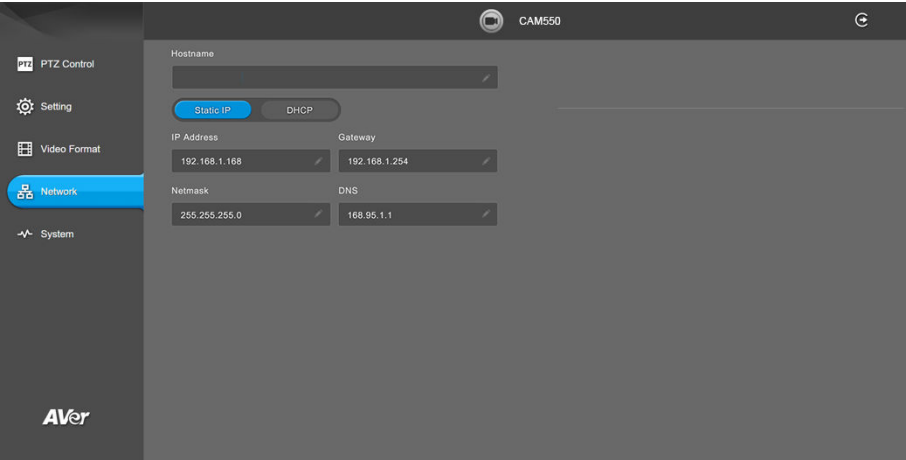 CAM550
PTZ PTZ Control
Setting
Video Format
Network
System
AVer
Hostname
Static IP DHCP
IP Address Gateway
192.168.1.168 192.168.1.254
Netmask DNS
255.255.255.0 168.95.1.1